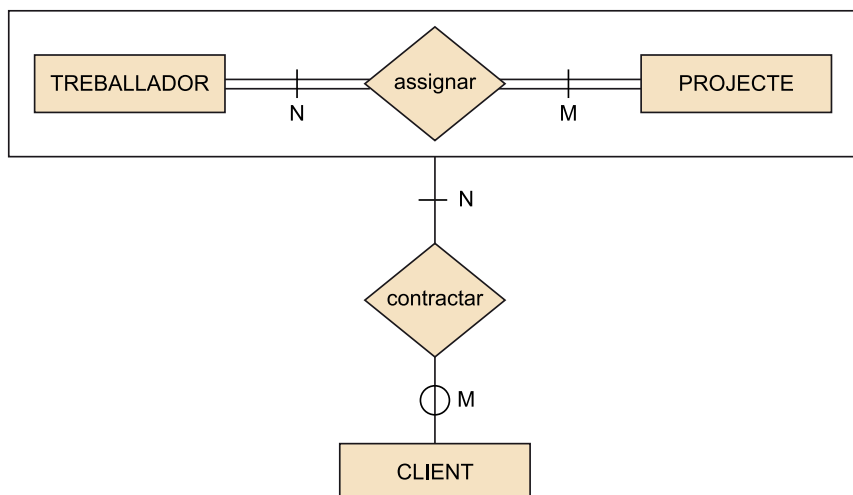 TREBALLADOR
assignar
PROJECTE
N
M
N
contractar
M
CLIENT